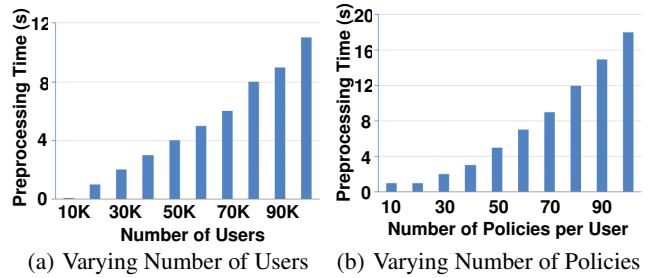 Preprocessing Time (s)
12
8
4
0
10K 30K 50K 70K 90K
Number of Users
(a) Varying Number of Users
Preprocessing Time (s)
20
16
12
8
4
0
10 30 50 70 90
Number of Policies per User
(b) Varying Number of Policies